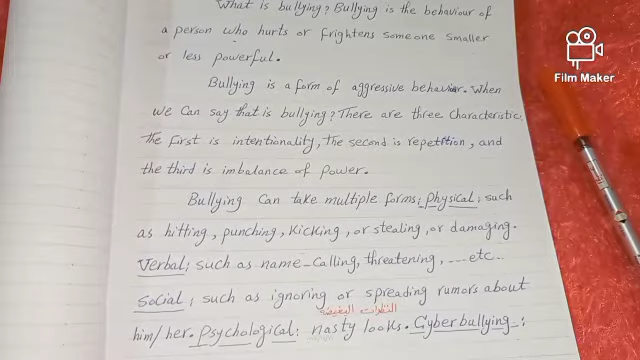 What is bullying? Bullying is the behaviour of
a person who hurts or frightens someone smaller
or less powerful.
Bullying is a form of aggressive behavior. When
we can say that is bullying? There are three characteristic.
The first is intentionality, the second is repetition, and
the third is imbalance of power.
Bullying can take multiple forms: physical; such
as hitting, punching, kicking, or stealing, or damaging.
Verbal; such as name-calling, threatening, ....etc..
Social; such as ignoring or spreading rumors about
النظرات البغيضة
him/her. Psychological: nasty looks. Cyberbullying:
Film Maker